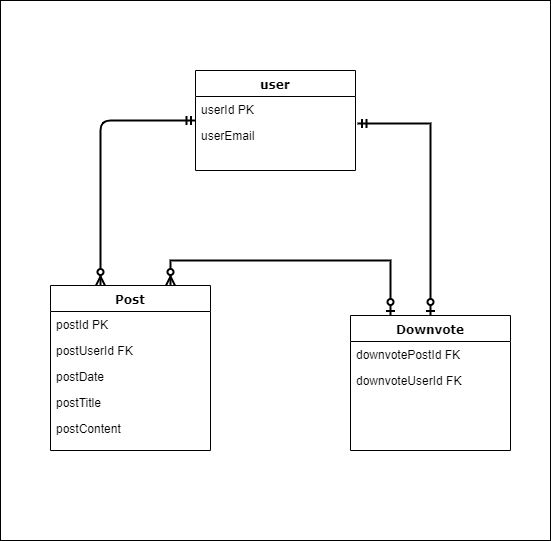 user
userId PK
userEmail
Post
postId PK
postUserId FK
postDate
postTitle
postContent
Downvote
downvotePostId FK
downvoteUserId FK